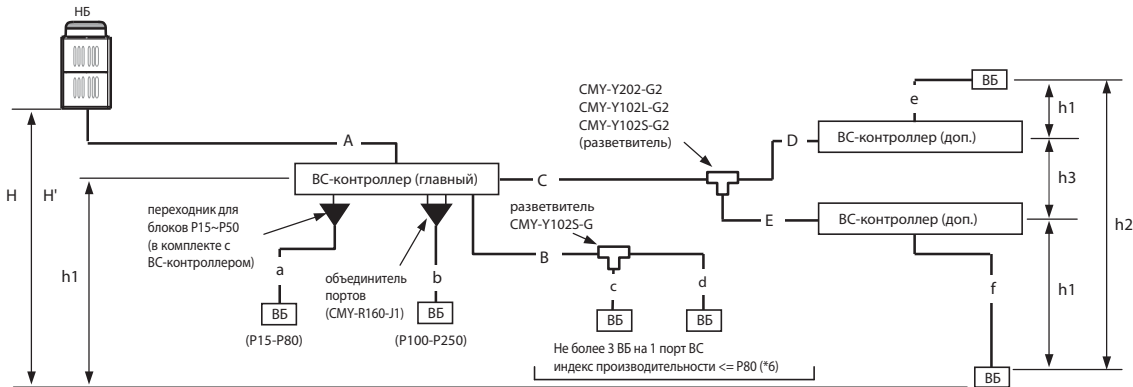 НБ
A
H
H'
h1
ВС-контроллер (главный)
C
переходник для
блоков P15~P50
(в комплекте с
ВС-контроллером)
a
ВБ
(P15-P80)
объединитель
портов
(CMY-R160-J1)
b
ВБ
(P100-P250)
B
разветвитель
CMY-Y102S-G
c
d
ВБ
ВБ
Не более 3 ВБ на 1 порт ВС
индекс производительности <= P80 (*6)
CMY-Y202-G2
CMY-Y102L-G2
CMY-Y102S-G2
(разветвитель)
D
E
e
ВБ
ВС-контроллер (доп.)
ВС-контроллер (доп.)
f
ВБ
h1
h3
h1
h2